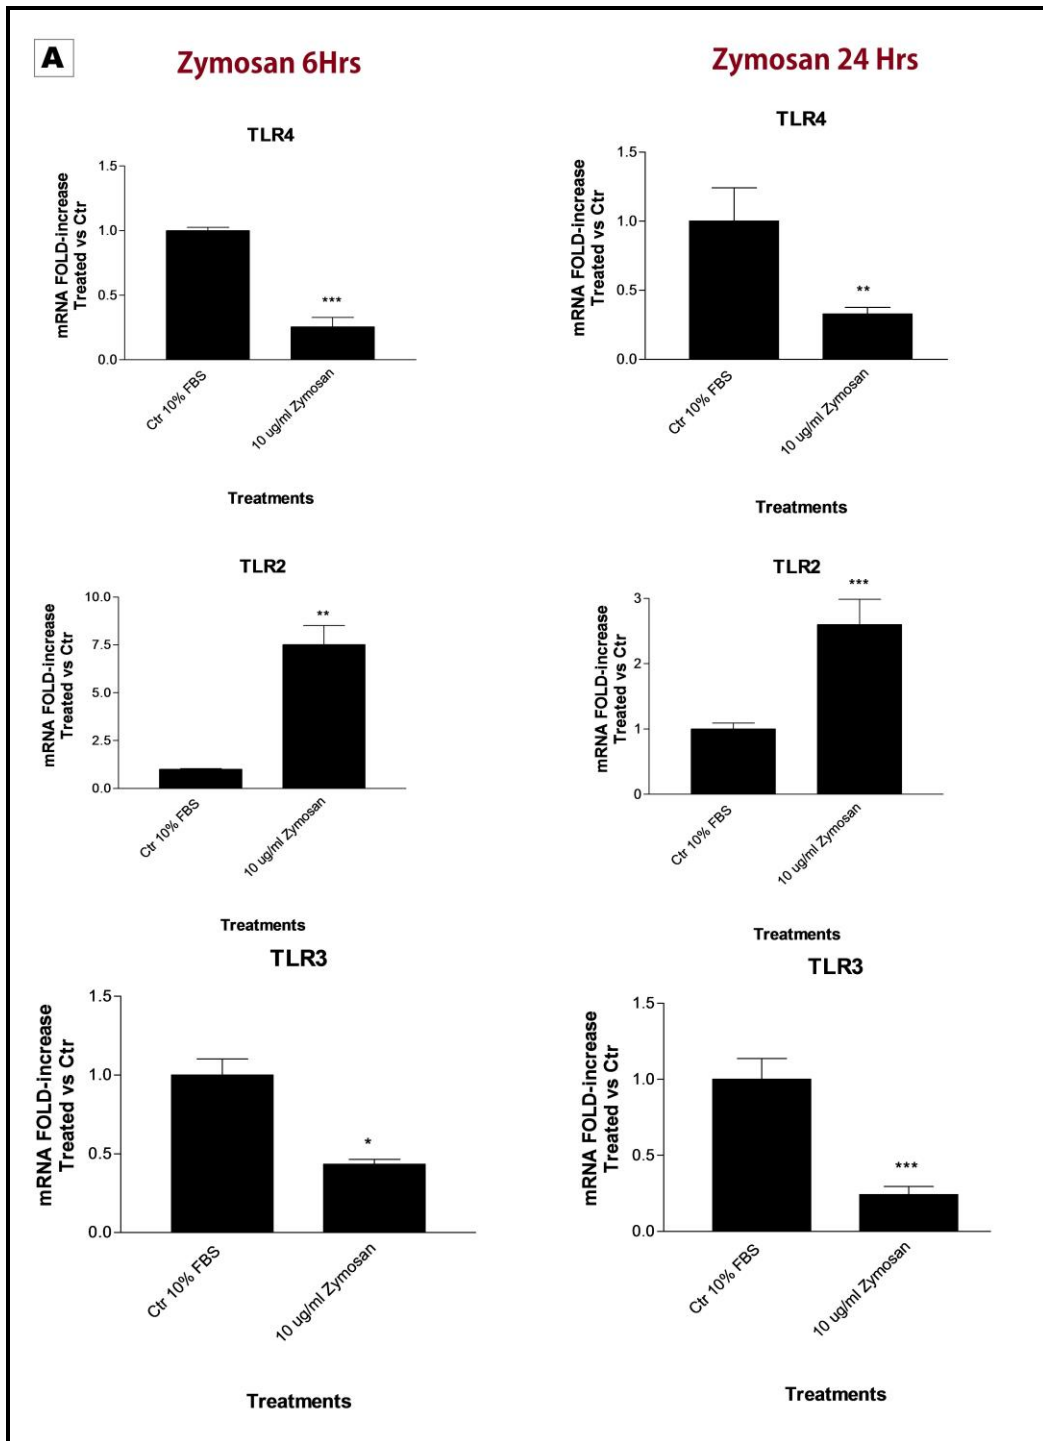 A
Zymosan 6Hrs
Zymosan 24 Hrs
TLR4
mRNA FOLD-increase
Treated vs Ctr
1.5
1.0
0.5
0.0
***
Ctr 10% FBS
10 ug/ml Zymosan
Treatments
TLR4
mRNA FOLD-increase
Treated vs Ctr
1.5
1.0
0.5
0.0
**
Ctr 10% FBS
10 ug/ml Zymosan
Treatments
TLR2
mRNA FOLD-increase
Treated vs Ctr
10.0
7.5
5.0
2.5
0.0
**
Ctr 10% FBS
10 ug/ml Zymosan
Treatments
TLR2
mRNA FOLD-increase
Treated vs Ctr
3
2
1
0
***
Ctr 10% FBS
10 ug/ml Zymosan
Treatments
TLR3
mRNA FOLD-increase
Treated vs Ctr
1.5
1.0
0.5
0.0
*
Ctr 10% FBS
10 ug/ml Zymosan
Treatments
TLR3
mRNA FOLD-increase
Treated vs Ctr
1.5
1.0
0.5
0.0
***
Ctr 10% FBS
10 ug/ml Zymosan
Treatments